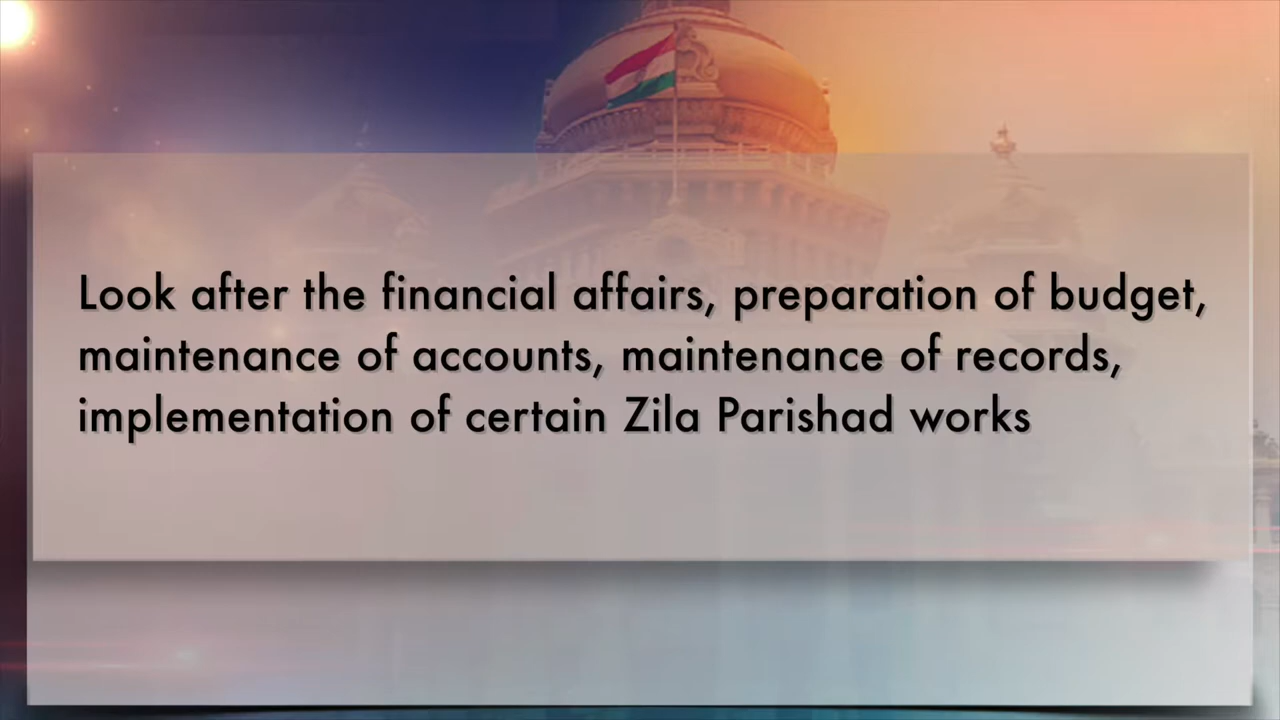 Look after the financial affairs, preparation of budget,
maintenance of accounts, maintenance of records,
implementation of certain Zila Parishad works